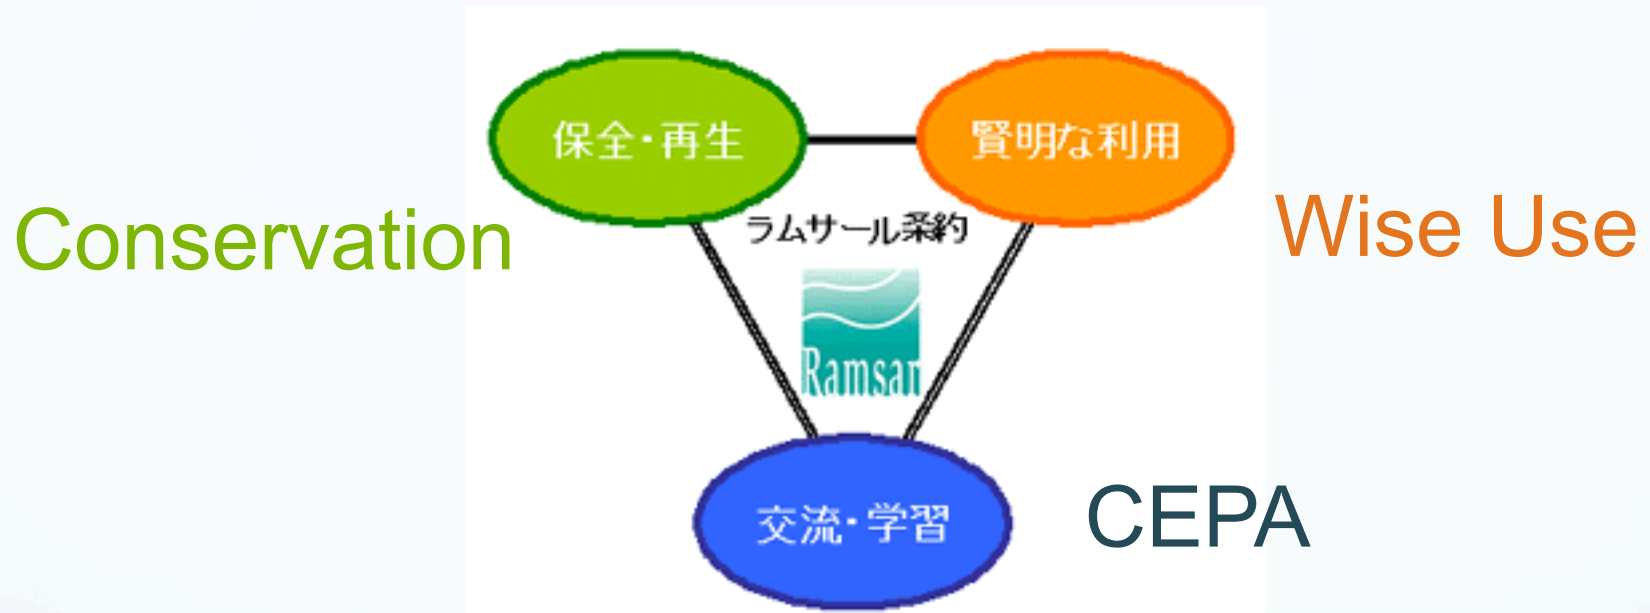 保全・再生
賢明な利用
Conservation
ラムサール条約
Wise Use
Ramsar
交流・学習
CEPA